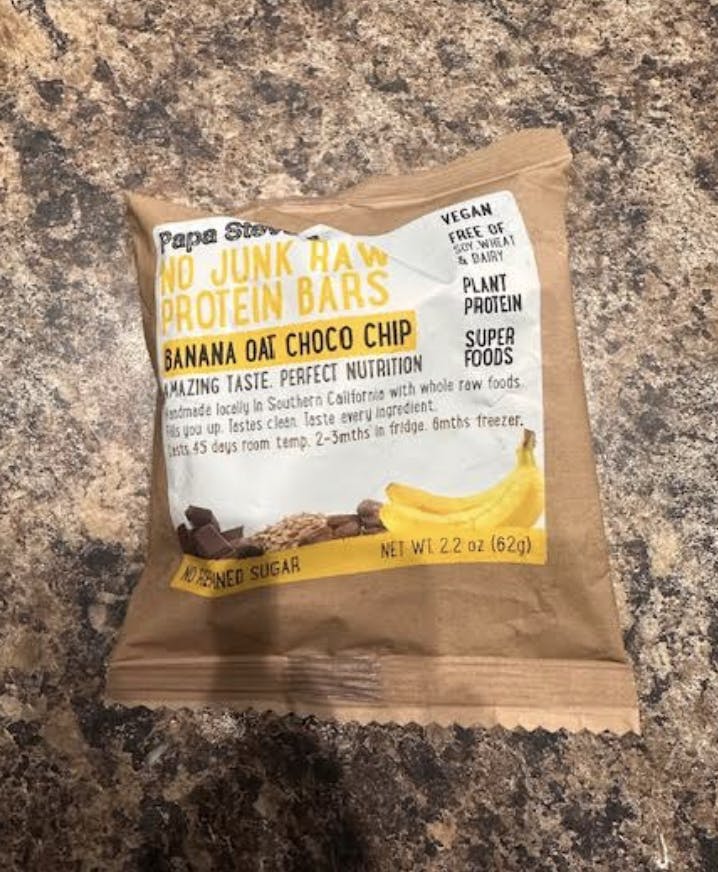 Papa
NO JUNK RAW
PROTEIN BARS
BANANA OAT CHOCO CHIP
AMAZING TASTE. PERFECT NUTRITION
Handmade locally in Southern California with whole raw foods.
Fills you up. Tastes clean. Taste every ingredient.
Lasts 45 days room temp. 2-3mths in fridge. 6mths freezer.
VEGAN
FREE OF
SOY, WHEAT
& DAIRY
PLANT
PROTEIN
SUPER
FOODS
NO REFINED SUGAR
NET WT. 2.2 oz (62g)